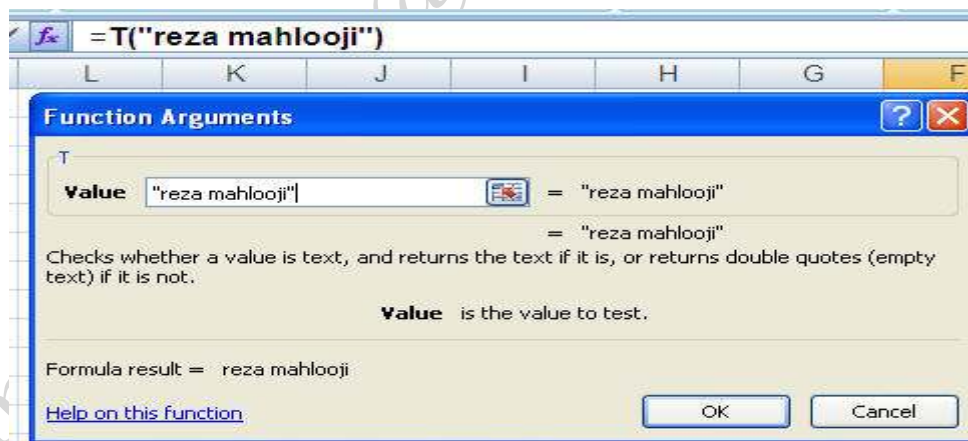 fx =T("reza mahlooji")
L K J I H G F
Function Arguments
T
Value "reza mahlooji" = "reza mahlooji"
= "reza mahlooji"
Checks whether a value is text, and returns the text if it is, or returns double quotes (empty
text) if it is not.
Value is the value to test.
Formula result = reza mahlooji
Help on this function OK Cancel